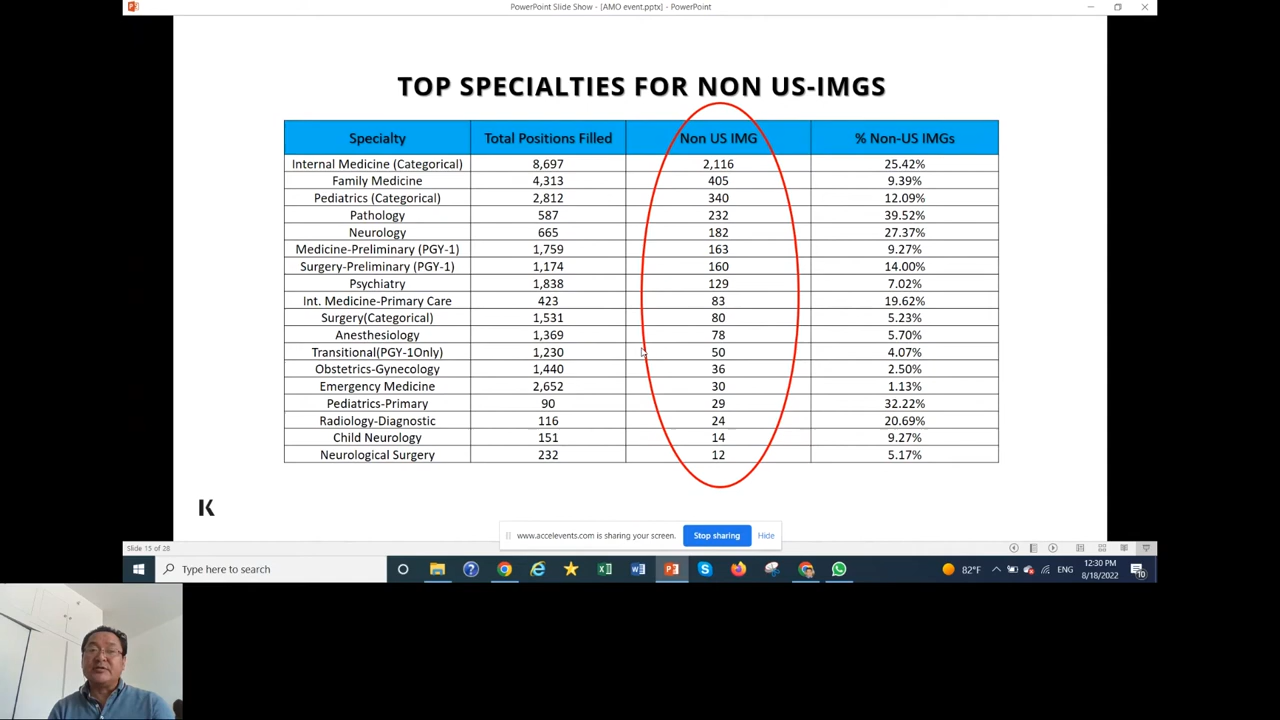 PowerPoint Slide Show - [AMO event.pptx] - PowerPoint
TOP SPECIALTIES FOR NON US-IMGS
Specialty Total Positions Filled Non US IMG % Non-US IMGs
Internal Medicine (Categorical) 8,697 2,116 25.42%
Family Medicine 4,313 405 9.39%
Pediatrics (Categorical) 2,812 340 12.09%
Pathology 587 232 39.52%
Neurology 665 182 27.37%
Medicine-Preliminary (PGY-1) 1,759 163 9.27%
Surgery-Preliminary (PGY-1) 1,174 160 14.00%
Psychiatry 1,838 129 7.02%
Int. Medicine-Primary Care 423 83 19.62%
Surgery(Categorical) 1,531 80 5.23%
Anesthesiology 1,369 78 5.70%
Transitional(PGY-1Only) 1,230 50 4.07%
Obstetrics-Gynecology 1,440 36 2.50%
Emergency Medicine 2,652 30 1.13%
Pediatrics-Primary 90 29 32.22%
Radiology-Diagnostic 116 24 20.69%
Child Neurology 151 14 9.27%
Neurological Surgery 232 12 5.17%
K
www.accelevents.com is sharing your screen. Stop sharing Hide
Slide 15 of 28
Type here to search
82°F ENG 12:30 PM
8/18/2022
10